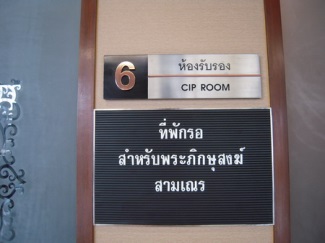 6
ห้องรับรอง
CIP ROOM
ที่พักรอ
สำหรับพระภิกษุสงฆ์
สามเณร